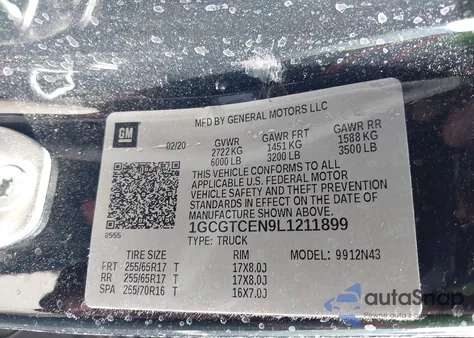 MFD BY GENERAL MOTORS LLC
GM
02/20 GVWR GAWR FRT GAWR RR
2722 KG 1451 KG 1588 KG
6000 LB 3200 LB 3500 LB
THIS VEHICLE CONFORMS TO ALL
APPLICABLE U.S. FEDERAL MOTOR
VEHICLE SAFETY AND THEFT PREVENTION
STANDARDS IN EFFECT ON THE DATE OF
MANUFACTURE SHOWN ABOVE.
1GCGTCEN9L1211899
8555
TYPE: TRUCK
TIRE SIZE RIM MODEL: 9912N43
FRT 255/65R17 T 17X8.0J
RR 255/65R17 T 17X8.0J
SPA 255/70R16 T 16X7.0J
autoSnap